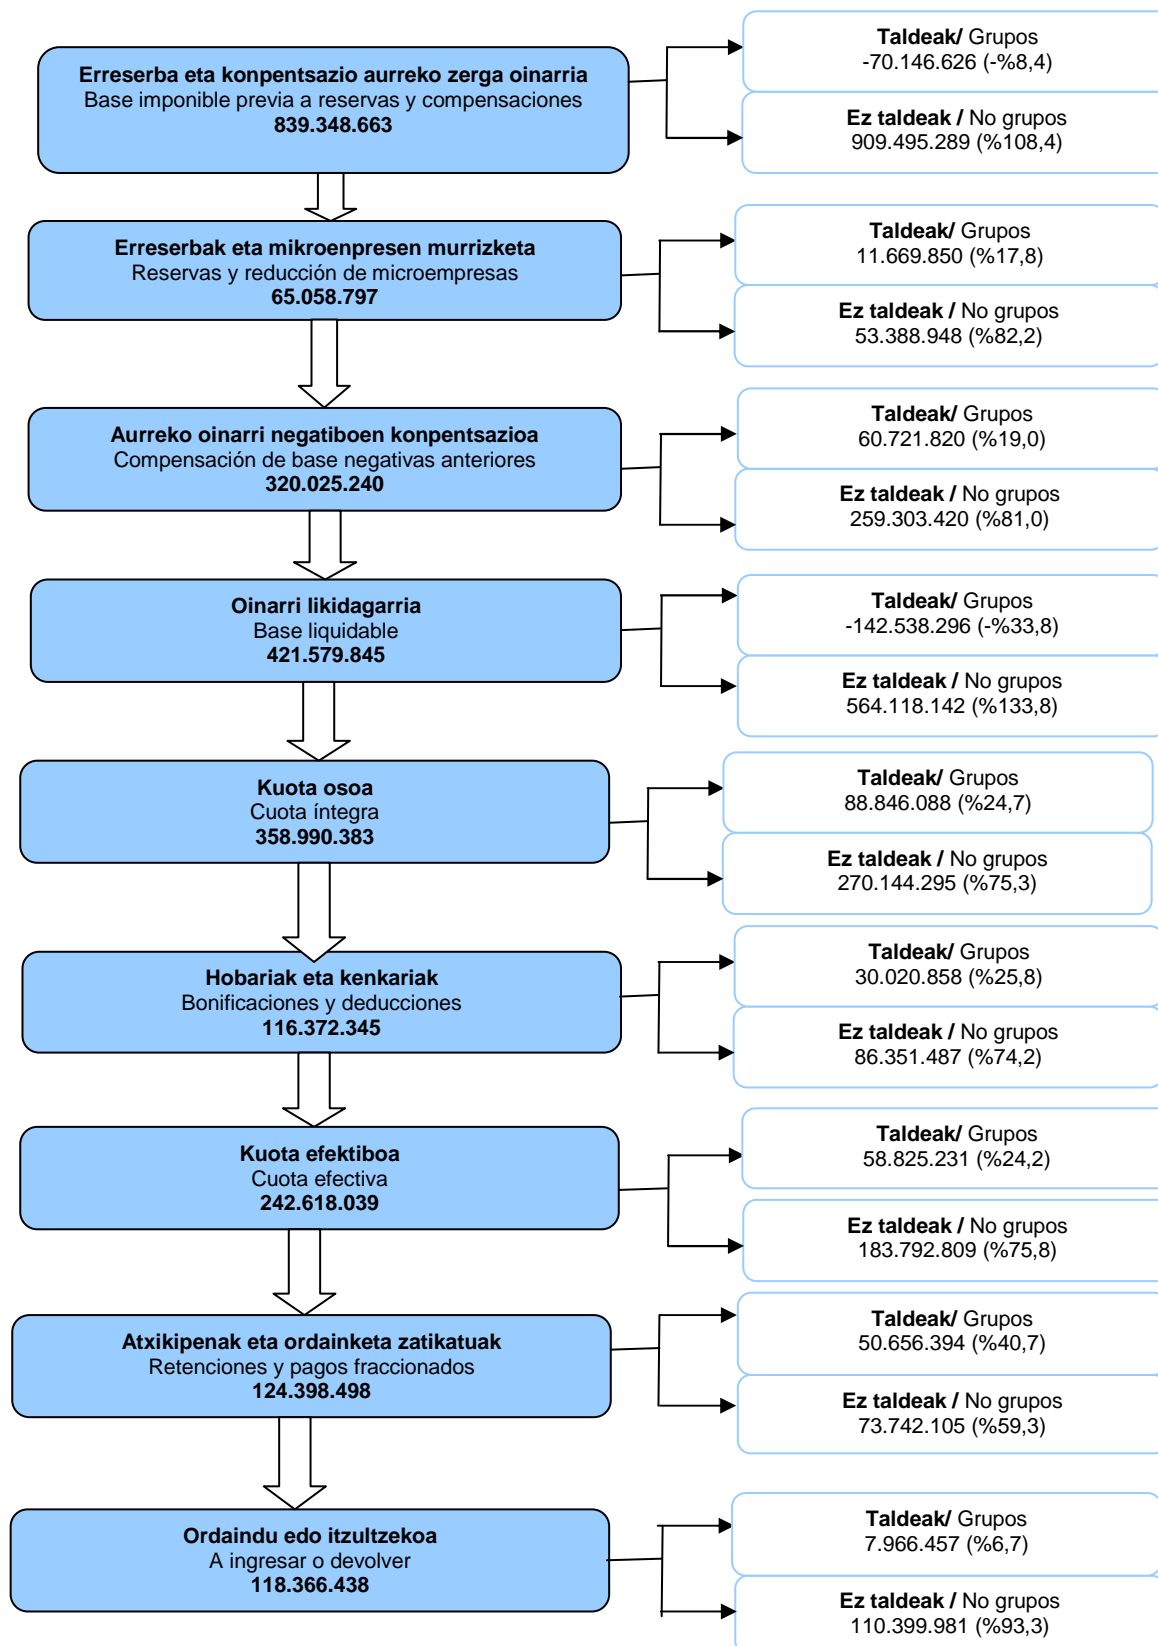 Erreserba eta konpentsazio aurreko zerga oinarria
Base imponible previa a reservas y compensaciones
839.348.663
Taldeak/ Grupos
-70.146.626 (-%8,4)
Ez taldeak / No grupos
909.495.289 (%108,4)
Erreserbak eta mikroenpresen murrizketa
Reservas y reducción de microempresas
65.058.797
Taldeak/ Grupos
11.669.850 (%17,8)
Ez taldeak / No grupos
53.388.948 (%82,2)
Aurreko oinarri negatiboen konpentsazioa
Compensación de base negativas anteriores
320.025.240
Taldeak/ Grupos
60.721.820 (%19,0)
Ez taldeak / No grupos
259.303.420 (%81,0)
Oinarri likidagarria
Base liquidable
421.579.845
Taldeak/ Grupos
-142.538.296 (-%33,8)
Ez taldeak / No grupos
564.118.142 (%133,8)
Kuota osoa
Cuota íntegra
358.990.383
Taldeak/ Grupos
88.846.088 (%24,7)
Ez taldeak / No grupos
270.144.295 (%75,3)
Hobariak eta kenkariak
Bonificaciones y deducciones
116.372.345
Taldeak/ Grupos
30.020.858 (%25,8)
Ez taldeak / No grupos
86.351.487 (%74,2)
Kuota efektiboa
Cuota efectiva
242.618.039
Taldeak/ Grupos
58.825.231 (%24,2)
Ez taldeak / No grupos
183.792.809 (%75,8)
Atxikipenak eta ordainketa zatikatuak
Retenciones y pagos fraccionados
124.398.498
Taldeak/ Grupos
50.656.394 (%40,7)
Ez taldeak / No grupos
73.742.105 (%59,3)
Ordaindu edo itzultzekoa
A ingresar o devolver
118.366.438
Taldeak/ Grupos
7.966.457 (%6,7)
Ez taldeak / No grupos
110.399.981 (%93,3)